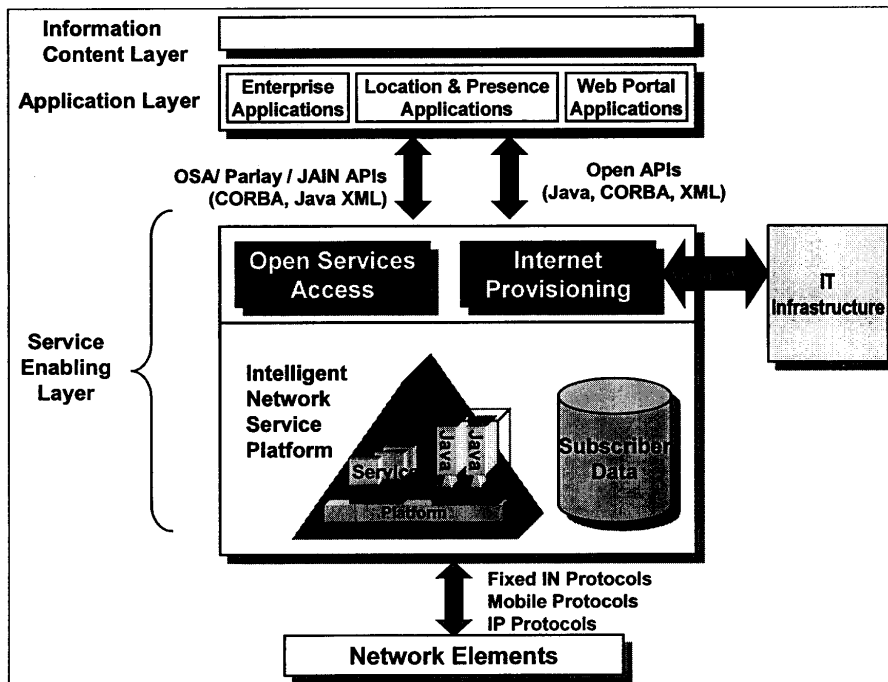 Information
Content Layer
Application Layer
Enterprise
Applications
Location & Presence
Applications
Web Portal
Applications
OSA/ Parlay / JAIN APIs
(CORBA, Java XML)
Open APIs
(Java, CORBA, XML)
Service
Enabling
Layer
Open Services
Access
Internet
Provisioning
IT
Infrastructure
Intelligent
Network
Service
Platform
Service
Java
Java
Platform
Subscriber
Data
Fixed IN Protocols
Mobile Protocols
IP Protocols
Network Elements